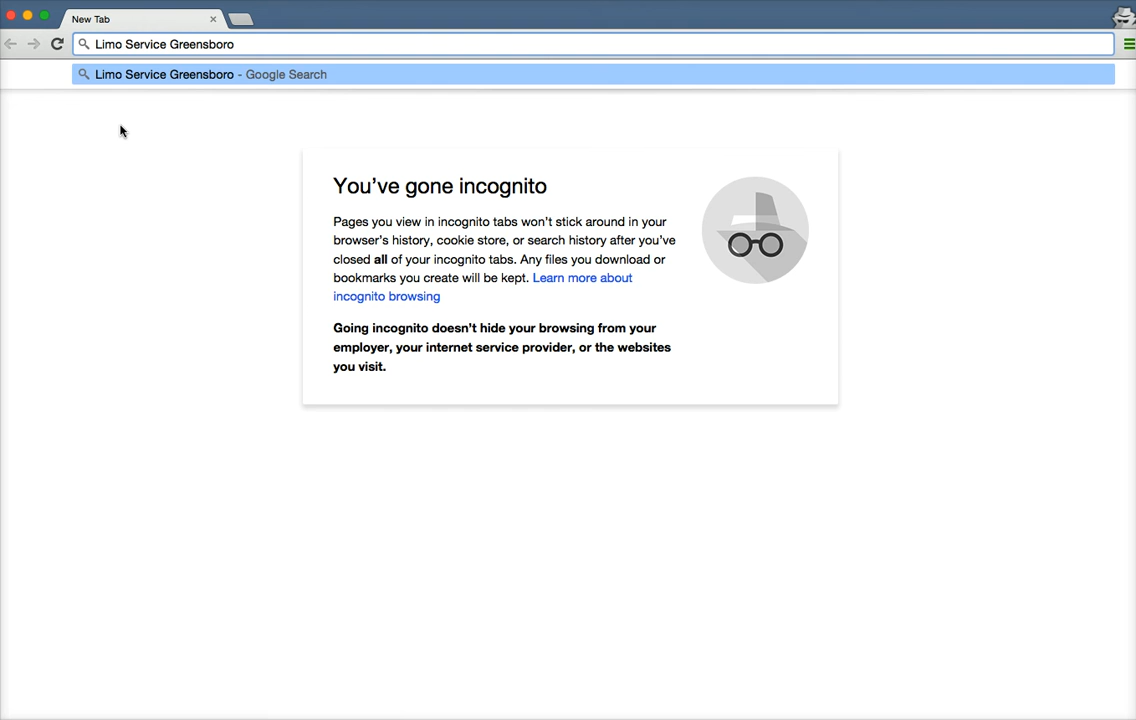 New Tab
Limo Service Greensboro
Limo Service Greensboro - Google Search
You've gone incognito
Pages you view in incognito tabs won't stick around in your
browser's history, cookie store, or search history after you've
closed all of your incognito tabs. Any files you download or
bookmarks you create will be kept. Learn more about
incognito browsing
Going incognito doesn't hide your browsing from your
employer, your internet service provider, or the websites
you visit.